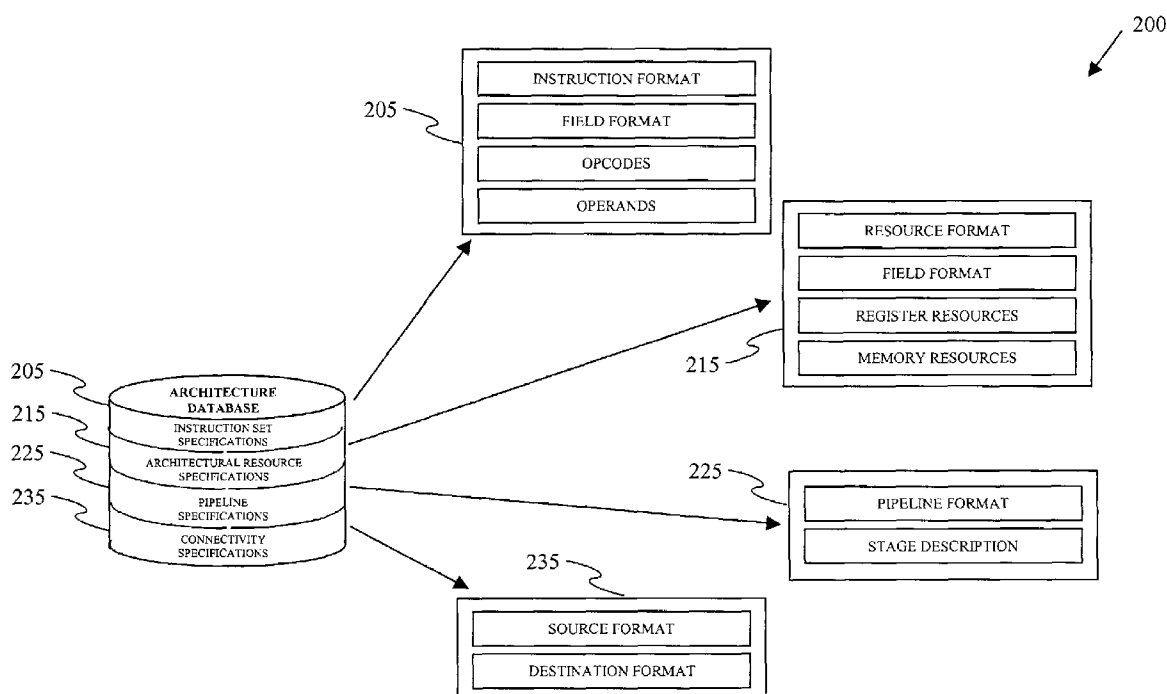 200
INSTRUCTION FORMAT
205
FIELD FORMAT
OPCODES
OPERANDS
RESOURCE FORMAT
FIELD FORMAT
REGISTER RESOURCES
215
MEMORY RESOURCES
205
ARCHITECTURE
DATABASE
215
INSTRUCTION SET
SPECIFICATIONS
225
ARCHITECTURAL RESOURCE
SPECIFICATIONS
235
PIPELINE
SPECIFICATIONS
CONNECTIVITY
SPECIFICATIONS
225
PIPELINE FORMAT
STAGE DESCRIPTION
235
SOURCE FORMAT
DESTINATION FORMAT